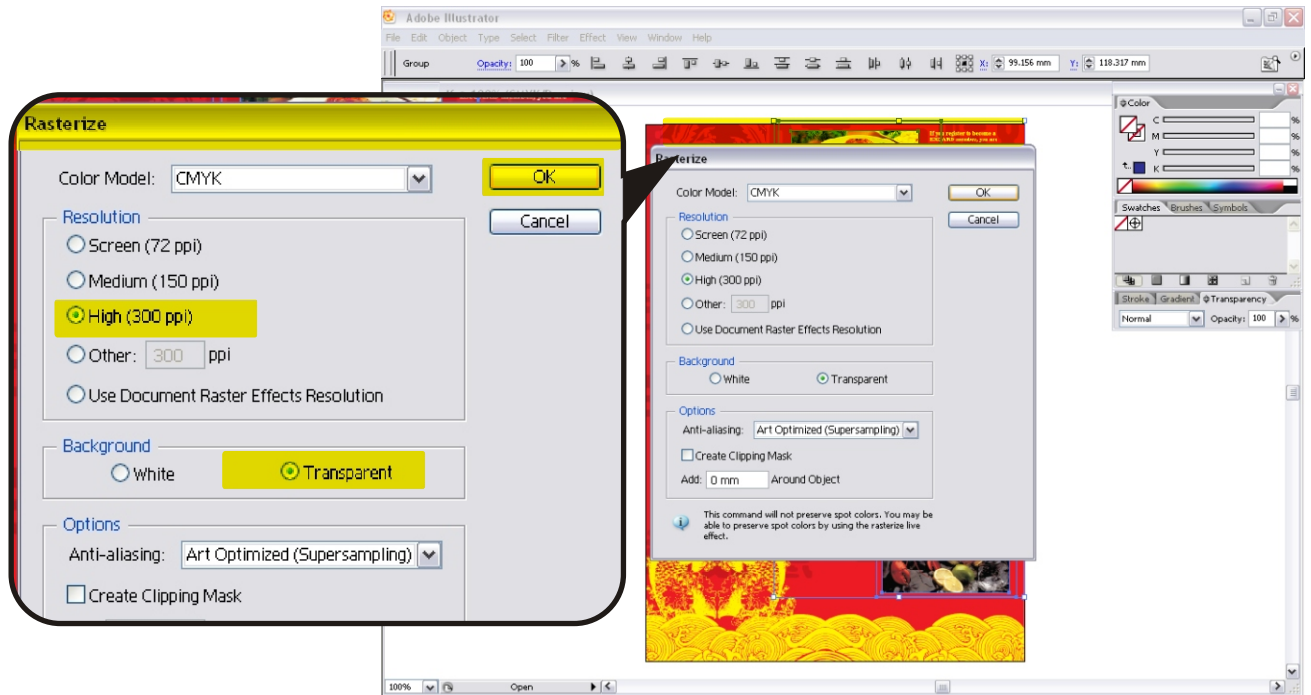 Adobe Illustrator
File Edit Object Type Select Filter Effect View Window Help
Group Opacity: 100 % X: 99.156 mm Y: 118.317 mm
Rasterize
Color Model: CMYK
OK
Cancel
Resolution
Screen (72 ppi)
Medium (150 ppi)
High (300 ppi)
Other: 300 ppi
Use Document Raster Effects Resolution
Background
White Transparent
Options
Anti-aliasing: Art Optimized (Supersampling)
Create Clipping Mask
If you register to become a
Rasterize
Color Model: CMYK
OK
Cancel
Resolution
Screen (72 ppi)
Medium (150 ppi)
High (300 ppi)
Other: 300 ppi
Use Document Raster Effects Resolution
Background
White Transparent
Options
Anti-aliasing: Art Optimized (Supersampling)
Create Clipping Mask
Add: 0 mm Around Object
This command will not preserve spot colors. You may be
able to preserve spot colors by using the rasterize live
effect.
Color
C %
M %
Y %
K %
Swatches Brushes Symbols
Stroke Gradient Transparency
Normal Opacity: 100 %
100% Open